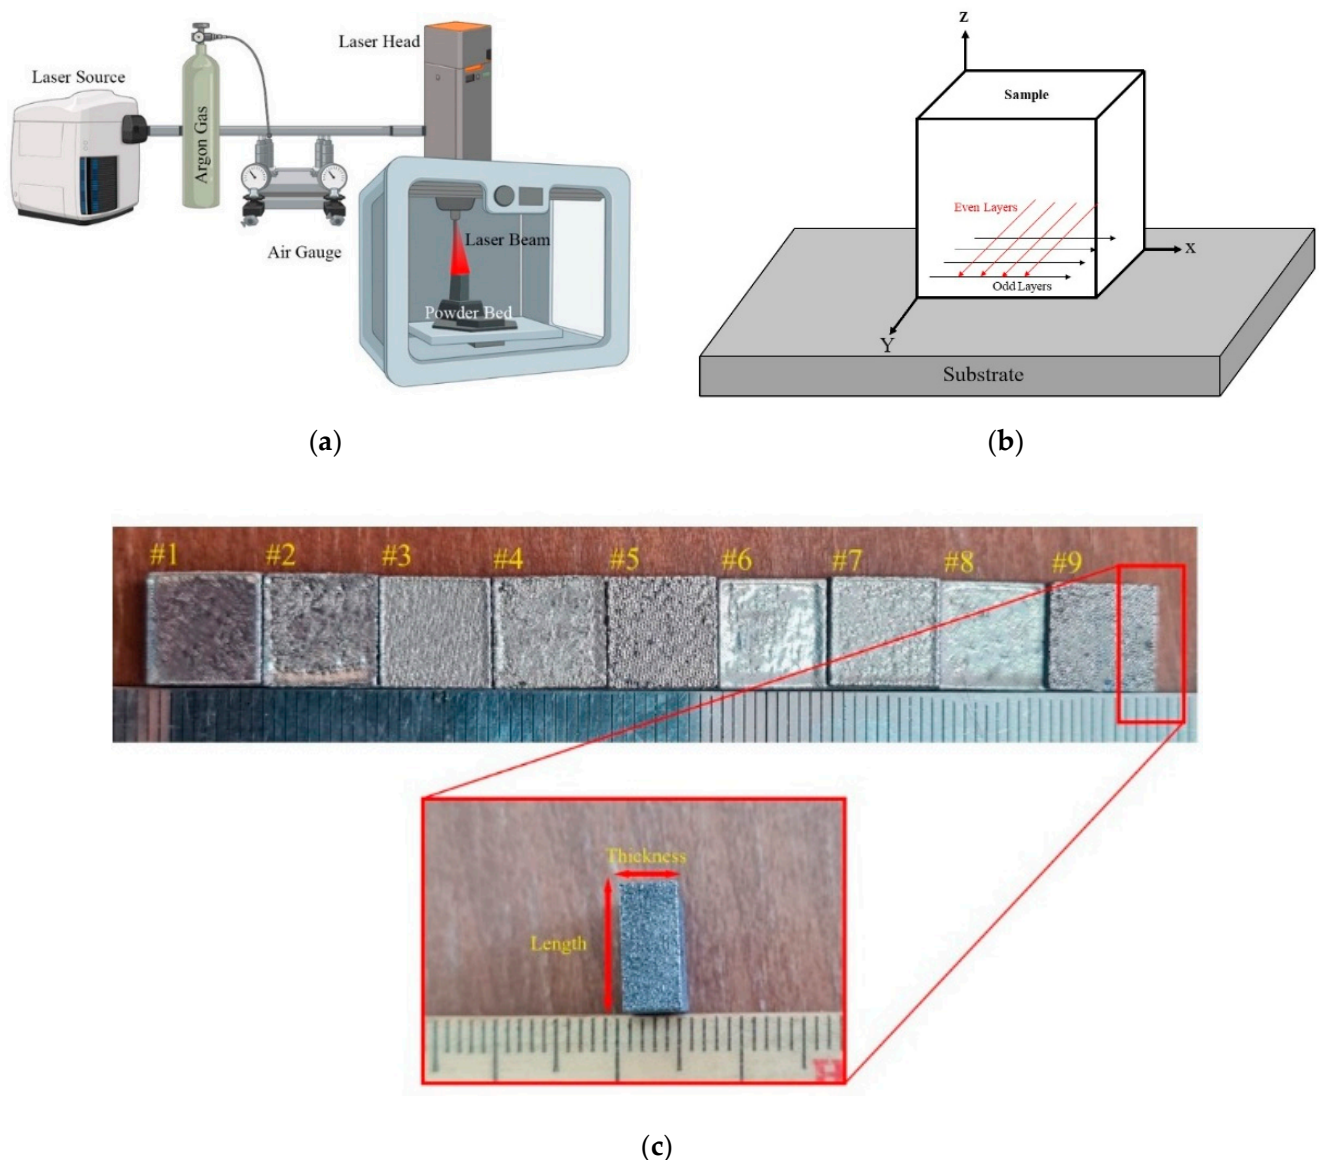 Laser Source
Argon Gas
Air Gauge
Laser Head
Laser Beam
Powder Bed
(a)
z
Sample
Even Layers
x
Odd Layers
Y
Substrate
(b)
#1 #2 #3 #4 #5 #6 #7 #8 #9
Thickness
Length
H
(c)